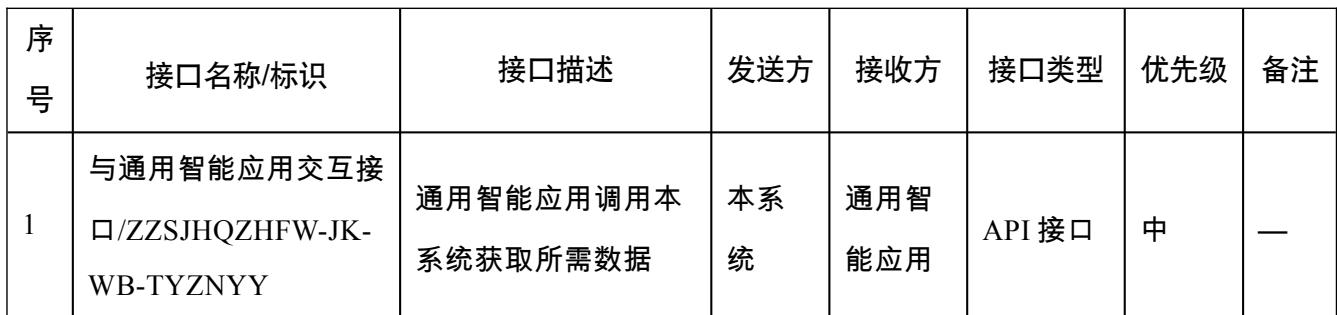 序号
接口名称/标识
接口描述
发送方
接收方
接口类型
优先级
备注
1
与通用智能应用交互接
口/ZZSJHQZHFW-JK-
WB-TYZNYY
通用智能应用调用本
系统获取所需数据
本系
统
通用智
能应用
API 接口
中
—